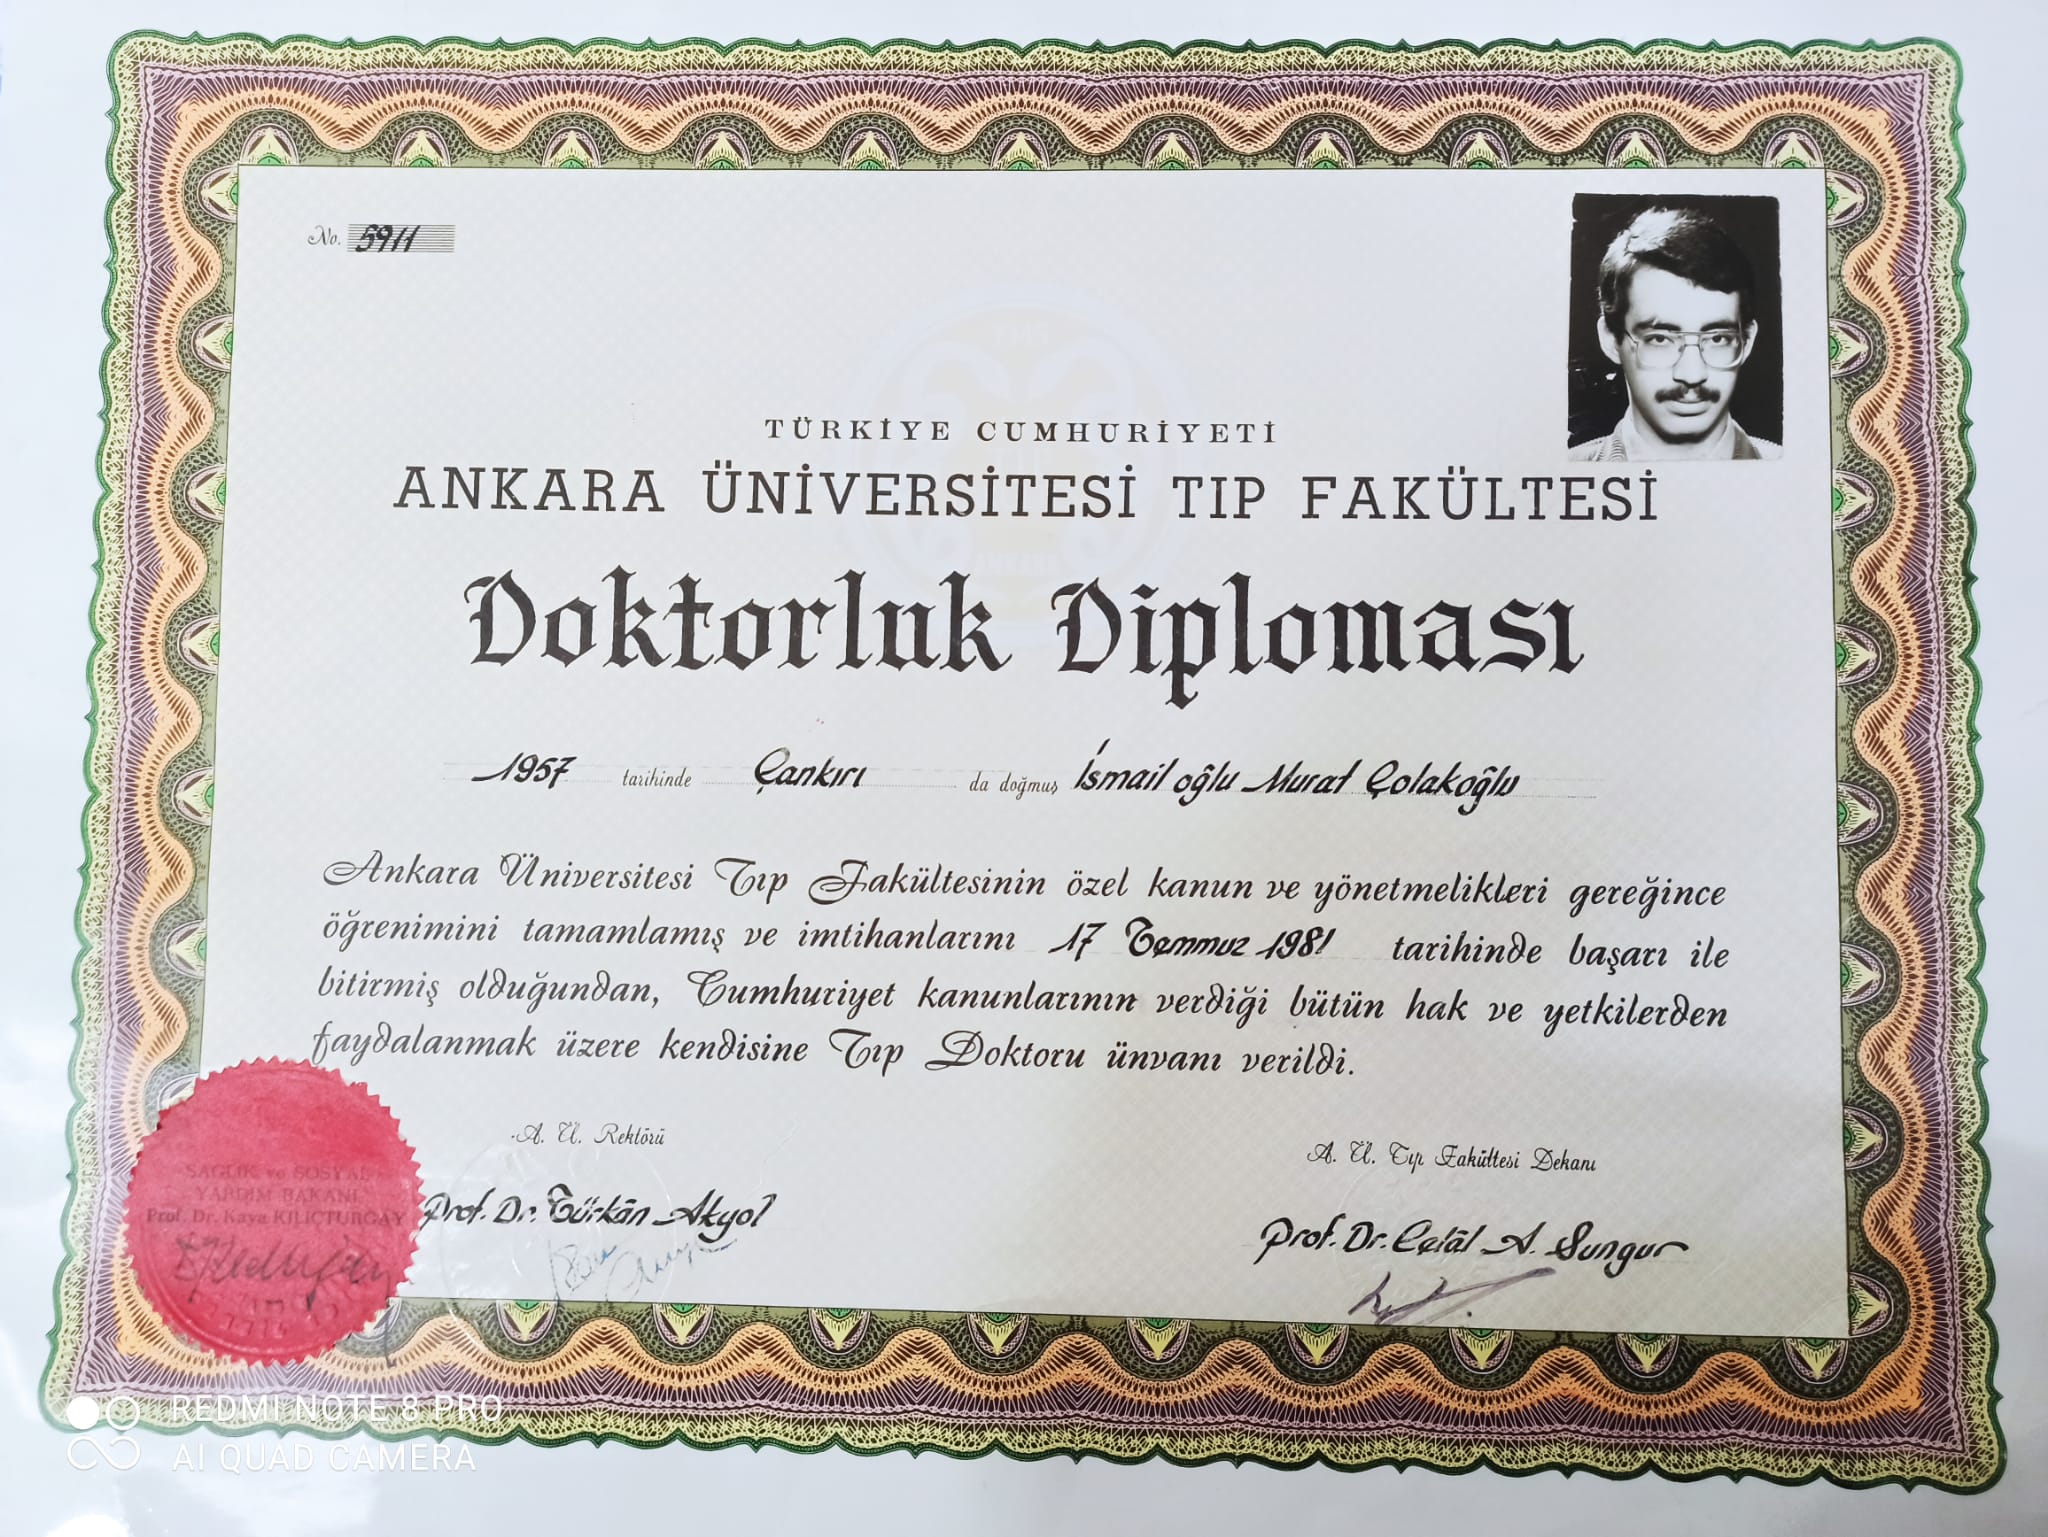 No. 5911
TÜRKİYE CUMHURİYETİ
ANKARA ÜNİVERSİTESİ TIP FAKÜLTESİ
Doktorluk Diploması
1957 tarihinde Çankırı da doğmuş İsmail oğlu Murat Çolakoğlu
Ankara Üniversitesi Tıp Fakültesinin özel kanun ve yönetmelikleri gereğince
öğrenimini tamamlamış ve imtihanlarını 17 Temmuz 1981 tarihinde başarı ile
bitirmiş olduğundan, Cumhuriyet kanunlarının verdiği bütün hak ve yetkilerden
faydalanmak üzere kendisine Tıp Doktoru ünvanı verildi.
A. Ü. Rektörü
Prof. Dr. Türkân Akyol
A. Ü. Tıp Fakültesi Dekanı
Prof. Dr. Celâl A. Sungur
SAĞLIK ve SOSYAL
YARDIM BAKANI
Prof. Dr. Kaya KILIÇTURGAY
REDMI NOTE 8 PRO
AI QUAD CAMERA